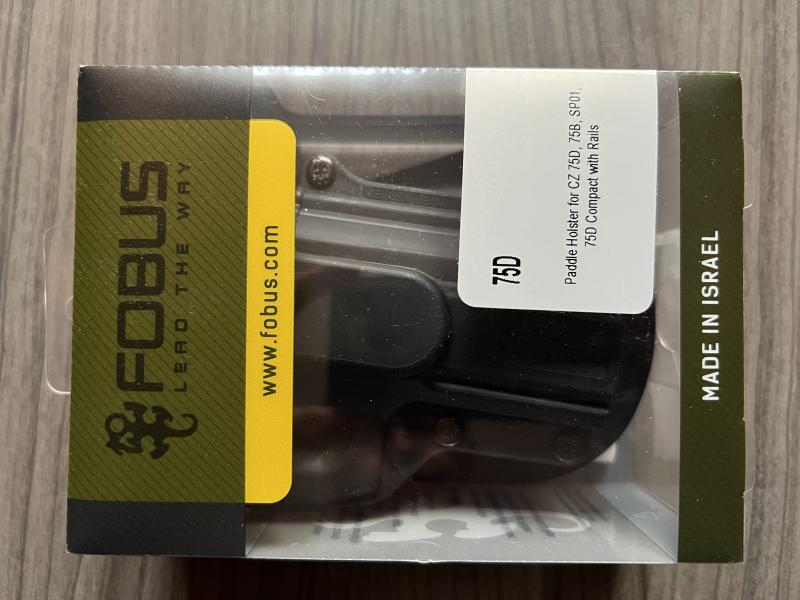 FOBUS
LEAD THE WAY
www.fobus.com
75D
Paddle Holster for CZ 75D, 75B, SP01,
75D Compact with Rails
MADE IN ISRAEL